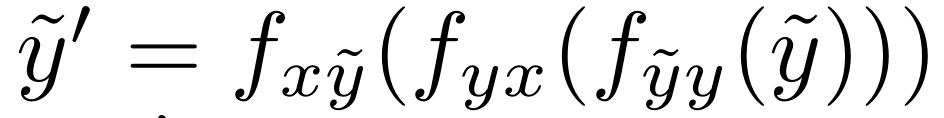 ỹ′ = f_{xỹ}(f_{yx}(f_{ỹy}(ỹ)))